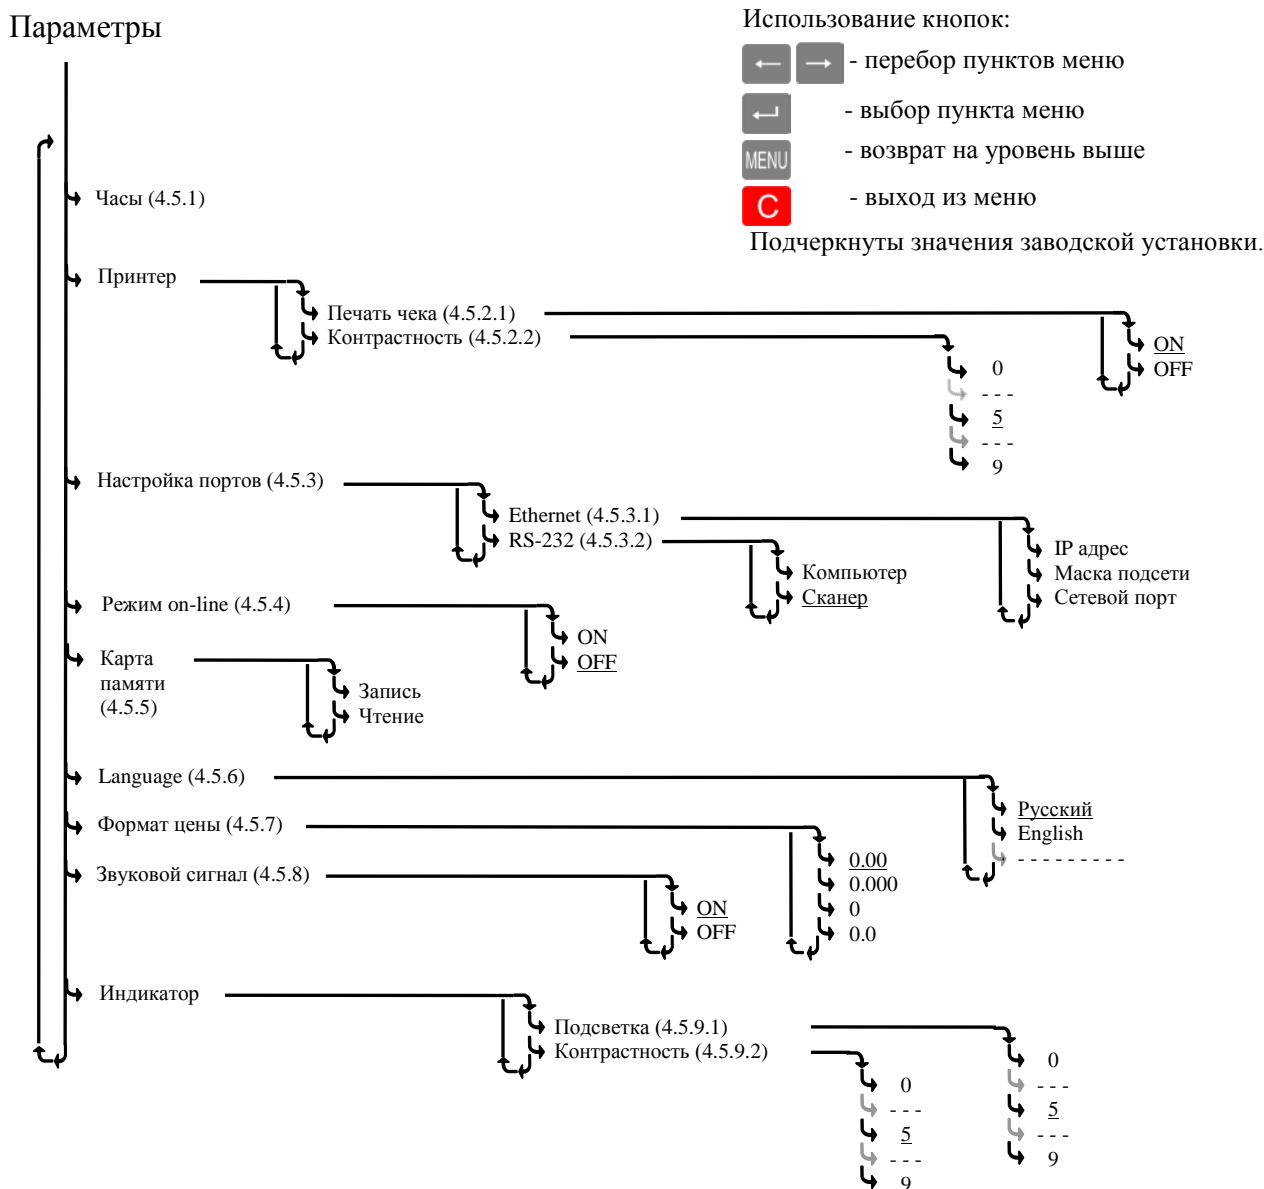 Параметры
Использование кнопок:
← → - перебор пунктов меню
↵ - выбор пункта меню
MENU - возврат на уровень выше
C - выход из меню
Подчеркнуты значения заводской установки.
Часы (4.5.1)
Принтер
Печать чека (4.5.2.1)
Контрастность (4.5.2.2)
ON
OFF
0
- - -
5
- - -
9
Настройка портов (4.5.3)
Ethernet (4.5.3.1)
RS-232 (4.5.3.2)
IP адрес
Маска подсети
Сетевой порт
Компьютер
Сканер
Режим on-line (4.5.4)
ON
OFF
Карта
памяти
(4.5.5)
Запись
Чтение
Language (4.5.6)
Русский
English
- - - - - - - - -
Формат цены (4.5.7)
0.00
0.000
0
0.0
Звуковой сигнал (4.5.8)
ON
OFF
Индикатор
Подсветка (4.5.9.1)
Контрастность (4.5.9.2)
0
- - -
5
- - -
9
0
- - -
5
- - -
9